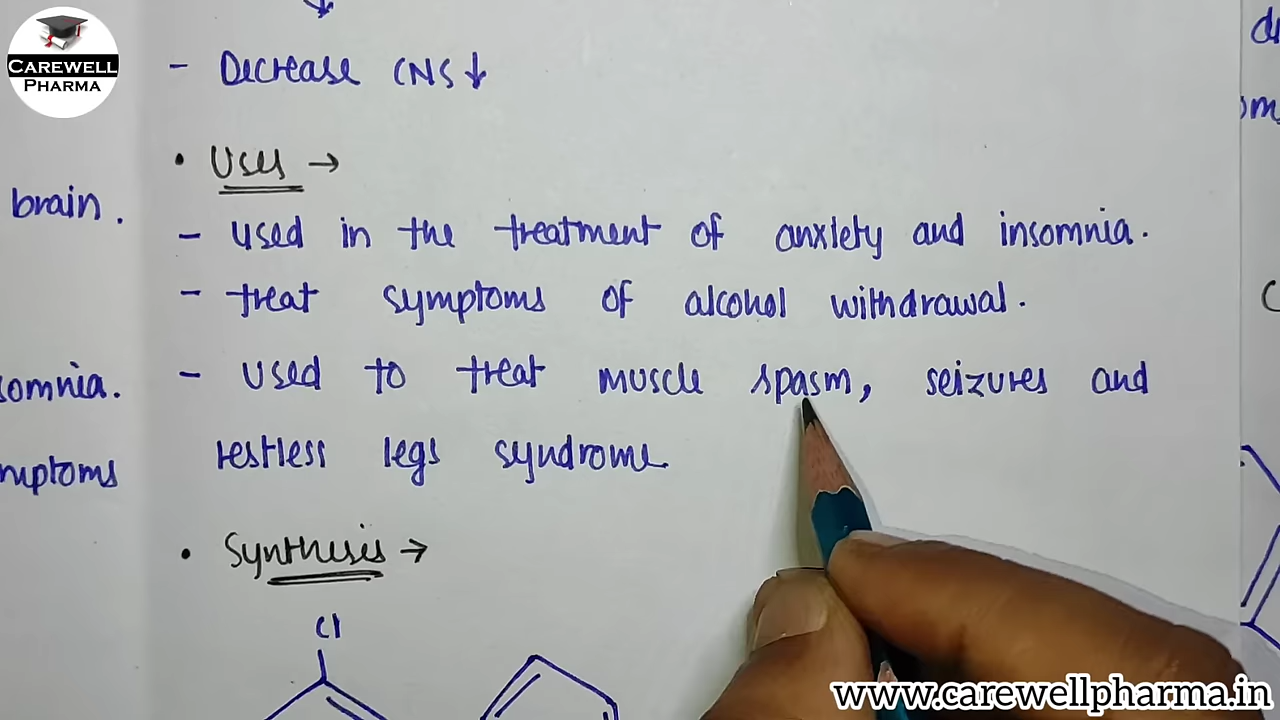 CAREWELL
PHARMA
- Decrease CNS ↓
• Uses →
brain.
- used in the treatment of anxiety and insomnia.
- treat symptoms of alcohol withdrawal.
somnia.
- used to treat muscle spasm, seizures and
mptoms
restless legs syndrome.
• Synthesis →
Cl
www.carewellpharma.in